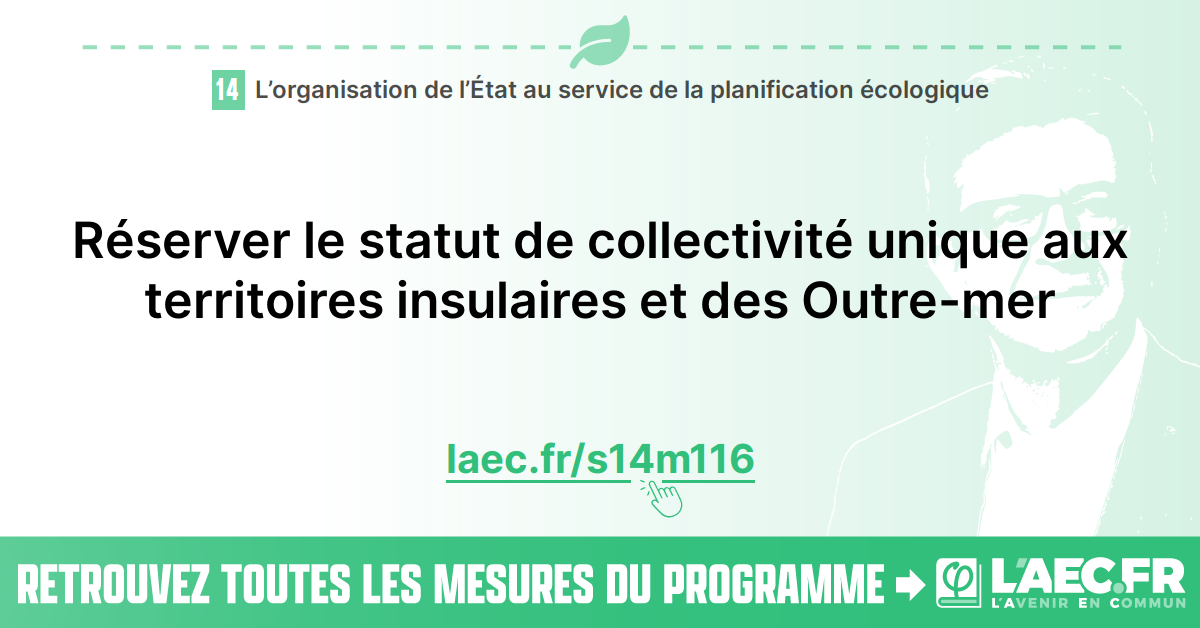 14 L’organisation de l’État au service de la planification écologique
Réserver le statut de collectivité unique aux
territoires insulaires et des Outre-mer
laec.fr/s14m116
RETROUVEZ TOUTES LES MESURES DU PROGRAMME
φ L'AEC.FR
L'AVENIR EN COMMUN